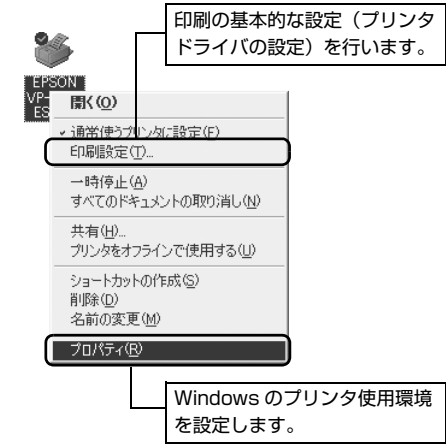 印刷の基本的な設定（プリンタ
ドライバの設定）を行います。
EPSON
VP-
ES
開く(O)
通常使うプリンタに設定(F)
印刷設定(T)...
一時停止(A)
すべてのドキュメントの取り消し(N)
共有(H)...
プリンタをオフラインで使用する(U)
ショートカットの作成(S)
削除(D)
名前の変更(M)
プロパティ(R)
Windows のプリンタ使用環境
を設定します。